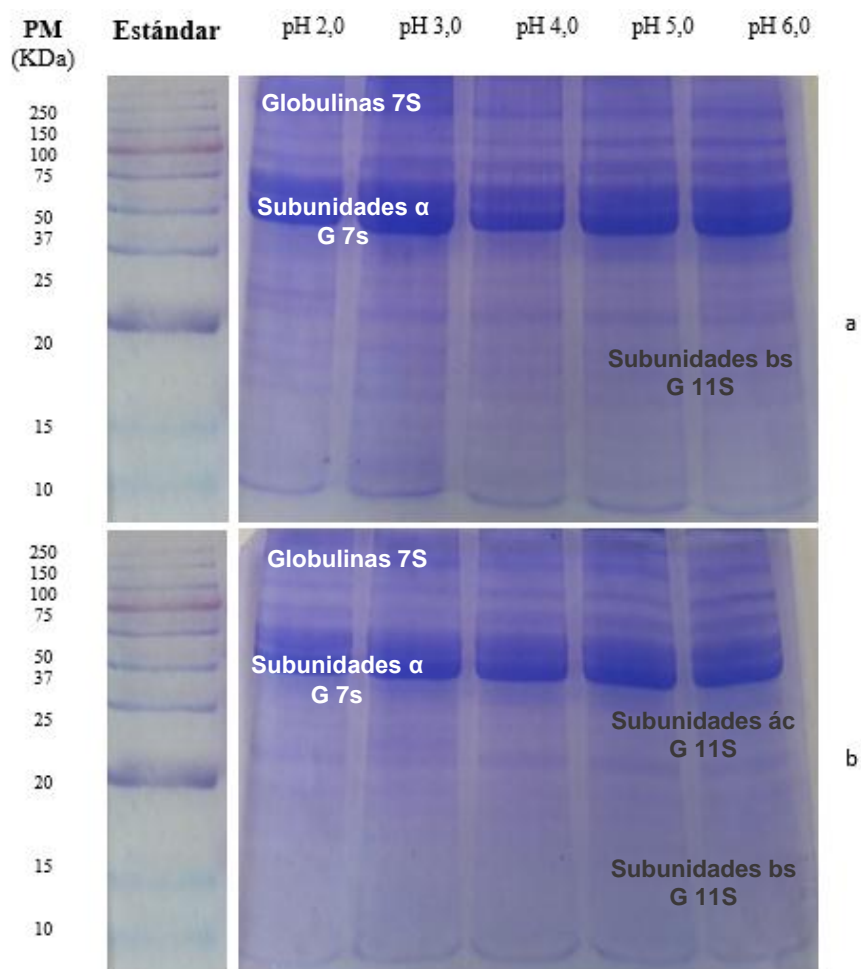 PM
(KDa)
Estándar
pH 2,0
pH 3,0
pH 4,0
pH 5,0
pH 6,0
250
150
100
75
50
37
25
20
15
10
Globulinas 7S
Subunidades α
G 7s
Subunidades bs
G 11S
a
250
150
100
75
50
37
25
20
15
10
Globulinas 7S
Subunidades α
G 7s
Subunidades ác
G 11S
Subunidades bs
G 11S
b